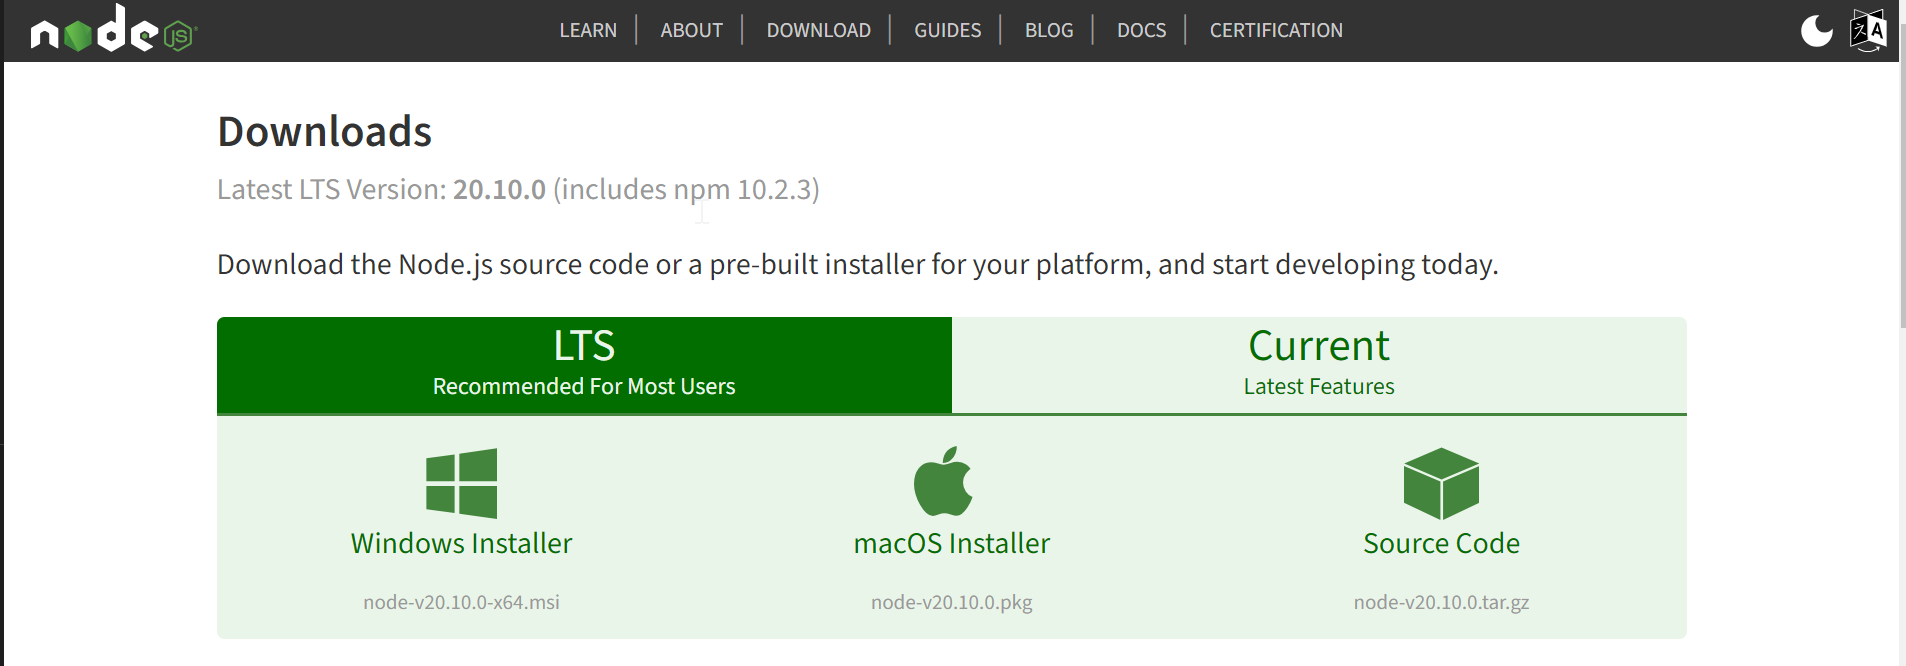 node JS
LEARN | ABOUT | DOWNLOAD | GUIDES | BLOG | DOCS | CERTIFICATION
Downloads
Latest LTS Version: 20.10.0 (includes npm 10.2.3)
Download the Node.js source code or a pre-built installer for your platform, and start developing today.
LTS
Recommended For Most Users
Current
Latest Features
Windows Installer
node-v20.10.0-x64.msi
macOS Installer
node-v20.10.0.pkg
Source Code
node-v20.10.0.tar.gz